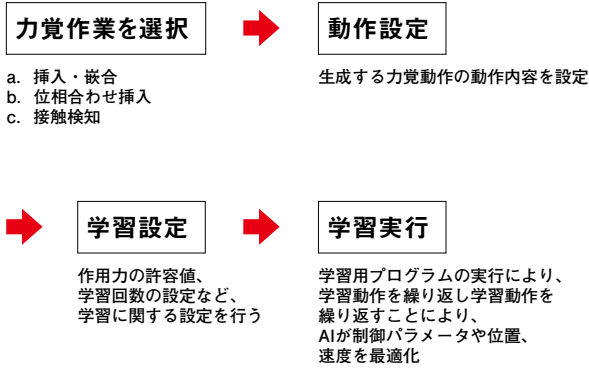 力覚作業を選択
a. 挿入・嵌合
b. 位相合わせ挿入
c. 接触検知
動作設定
生成する力覚動作の動作内容を設定
学習設定
作用力の許容値、
学習回数の設定など、
学習に関する設定を行う
学習実行
学習用プログラムの実行により、
学習動作を繰り返し学習動作を
繰り返すことにより、
AIが制御パラメータや位置、
速度を最適化